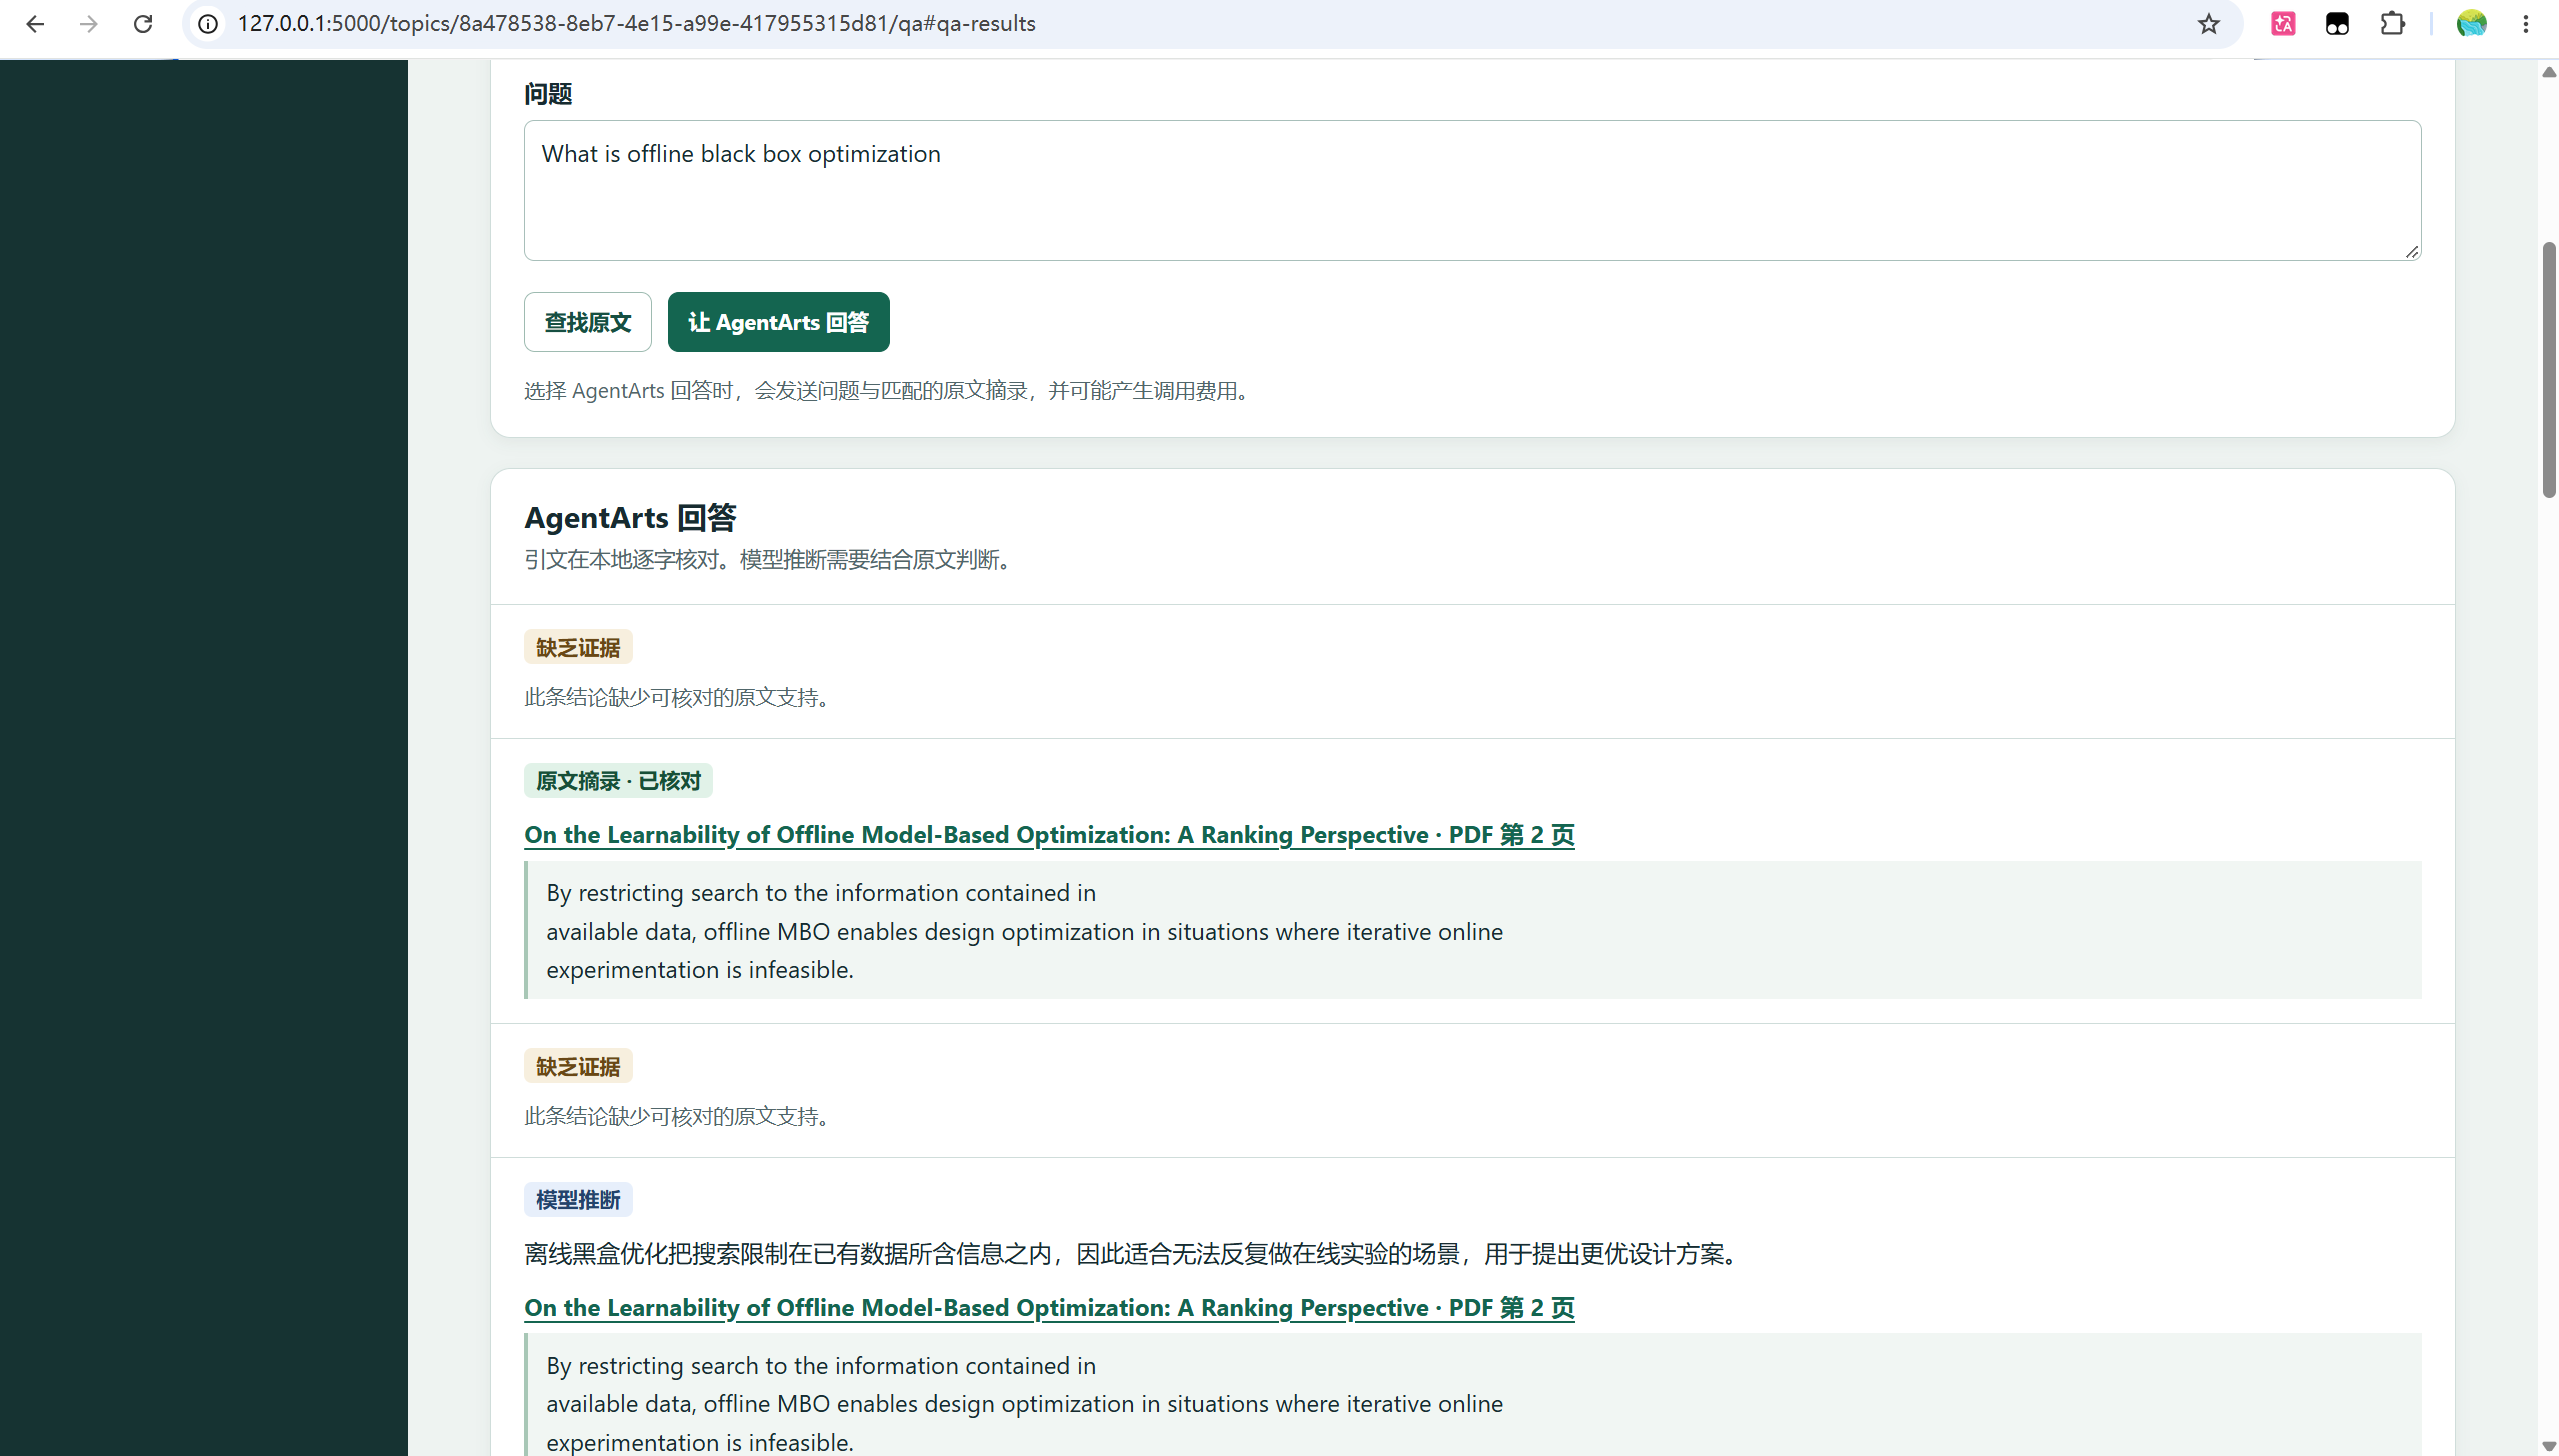 127.0.0.1:5000/topics/8a478538-8eb7-4e15-a99e-417955315d81/qa#qa-results
问题
What is offline black box optimization
查找原文
让 AgentArts 回答
选择 AgentArts 回答时，会发送问题与匹配的原文摘录，并可能产生调用费用。
AgentArts 回答
引文在本地逐字核对。模型推断需要结合原文判断。
缺乏证据
此条结论缺少可核对的原文支持。
原文摘录 · 已核对
On the Learnability of Offline Model-Based Optimization: A Ranking Perspective · PDF 第 2 页
By restricting search to the information contained in
available data, offline MBO enables design optimization in situations where iterative online
experimentation is infeasible.
缺乏证据
此条结论缺少可核对的原文支持。
模型推断
离线黑盒优化把搜索限制在已有数据所含信息之内，因此适合无法反复做在线实验的场景，用于提出更优设计方案。
On the Learnability of Offline Model-Based Optimization: A Ranking Perspective · PDF 第 2 页
By restricting search to the information contained in
available data, offline MBO enables design optimization in situations where iterative online
experimentation is infeasible.